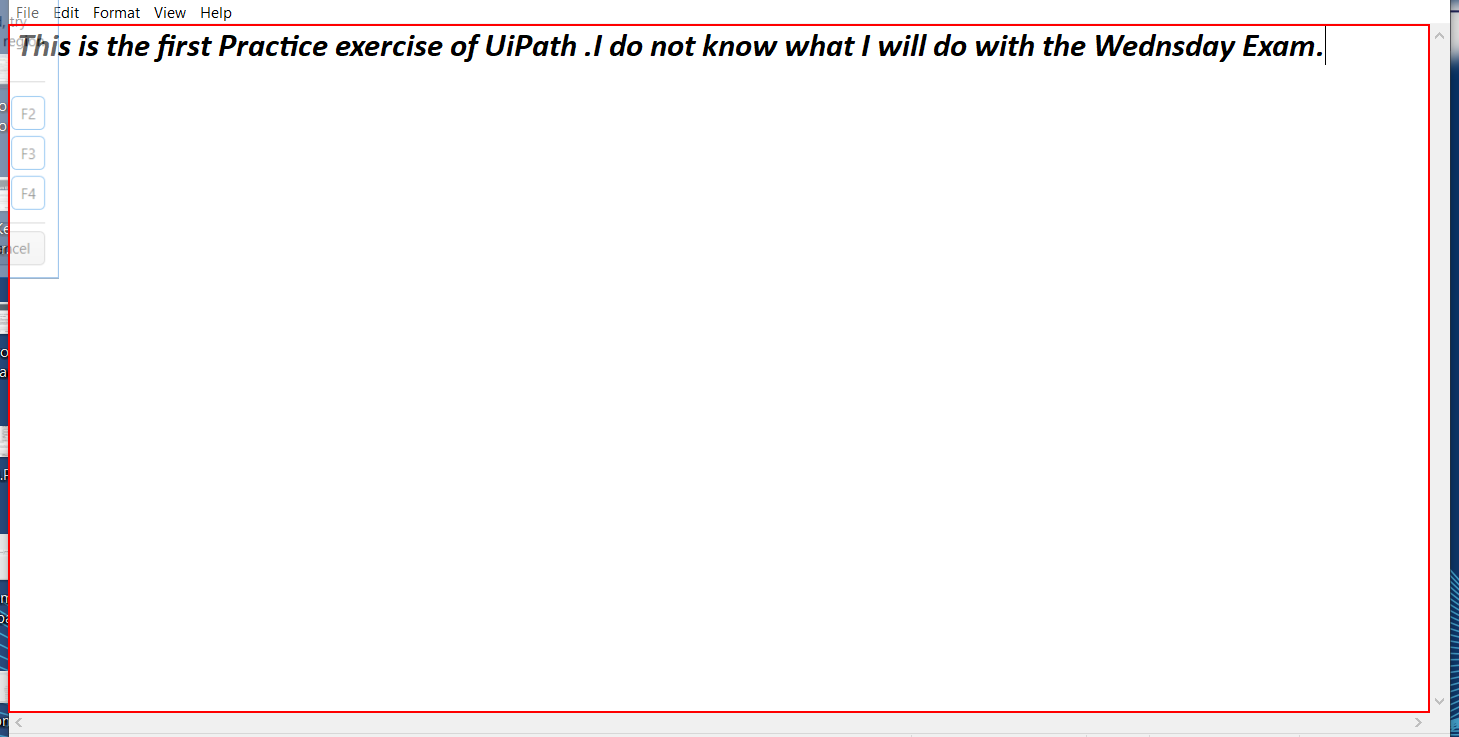 File Edit Format View Help
This is the first Practice exercise of UiPath .I do not know what I will do with the Wednsday Exam.
F2
F3
F4
ncel